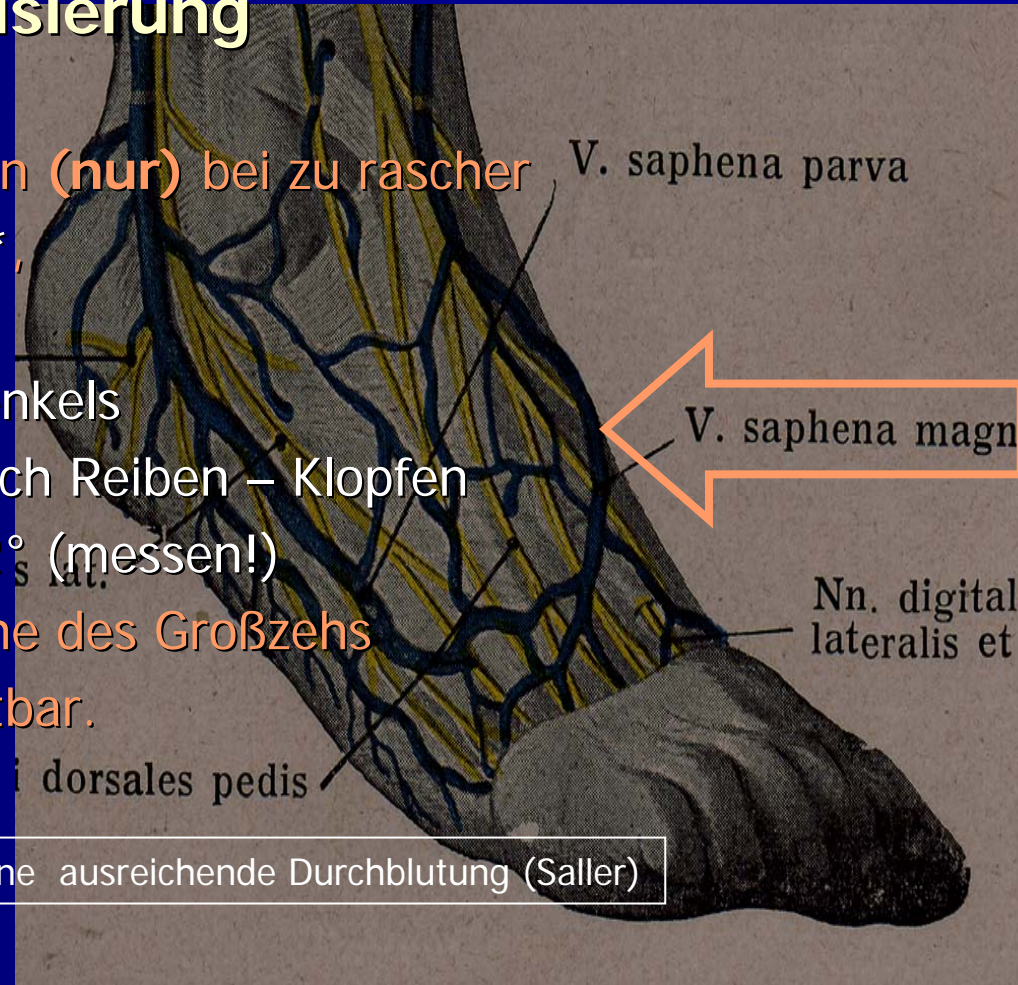 isierung
n (nur) bei zu rascher
V. saphena parva
*,
nkels
V. saphena magn
ch Reiben – Klopfen
° (messen!)
s lat.
Nn. digital
lateralis et
ne des Großzehs
tbar.
i dorsales pedis
ne ausreichende Durchblutung (Saller)